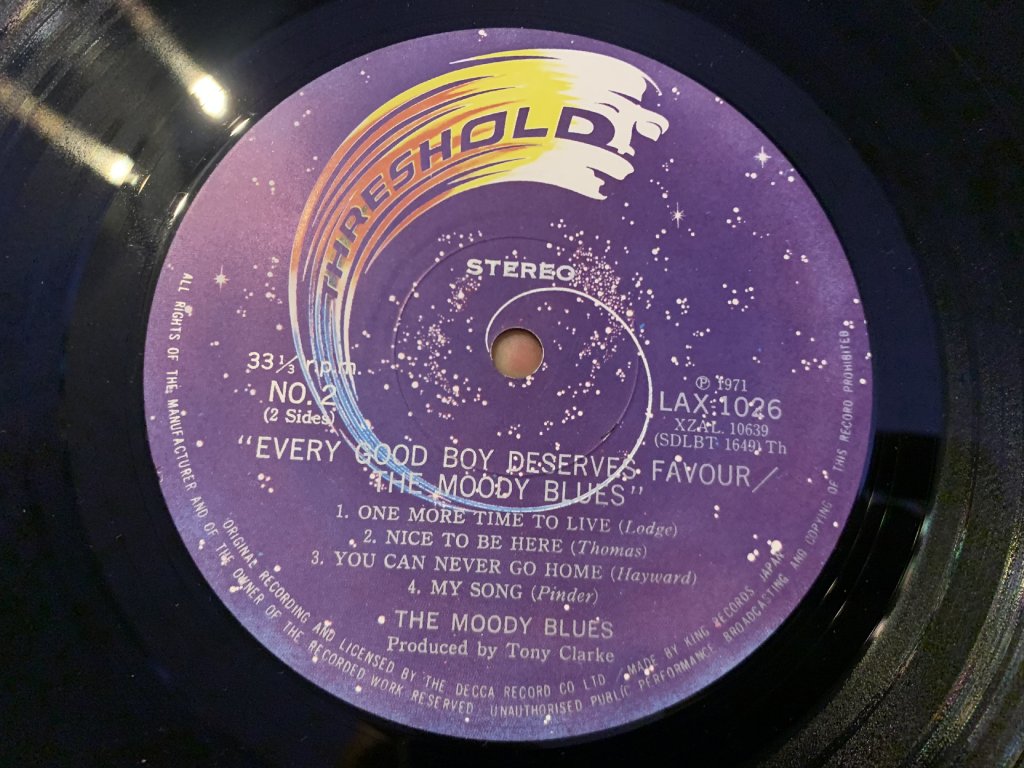 THRESHOLD
STEREO
33 1/3 r.p.m
NO. 2
(2 Sides)
℗ 1971
LAX 1026
XZAL. 10639
(SDLBT 1649) Th
"EVERY GOOD BOY DESERVES FAVOUR/
THE MOODY BLUES"
1. ONE MORE TIME TO LIVE (Lodge)
2. NICE TO BE HERE (Thomas)
3. YOU CAN NEVER GO HOME (Hayward)
4. MY SONG (Pinder)
THE MOODY BLUES
Produced by Tony Clarke
ORIGINAL RECORDING AND LICENSED BY THE DECCA RECORD CO LTD MADE BY KING RECORDS JAPAN
ALL RIGHTS OF THE MANUFACTURER AND OF THE OWNER OF THE RECORDED WORK RESERVED. UNAUTHORISED PUBLIC PERFORMANCE BROADCASTING AND COPYING OF THIS RECORD PROHIBITED